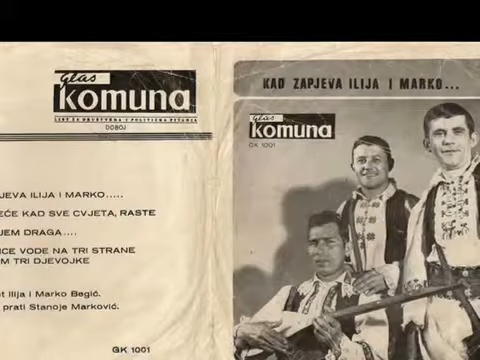 glas
komuna
LIST ZA DRUŠTVENA I POLITIČKA PITANJA
DOBOJ
JEVA ILIJA I MARKO.....
EĆE KAD SVE CVJETA, RASTE
JEM DRAGA....
ICE VODE NA TRI STRANE
M TRI DJEVOJKE
t Ilija i Marko Begić.
prati Stanoje Marković.
GK 1001
KAD ZAPJEVA ILIJA I MARKO...
glas
komuna
GK 1001